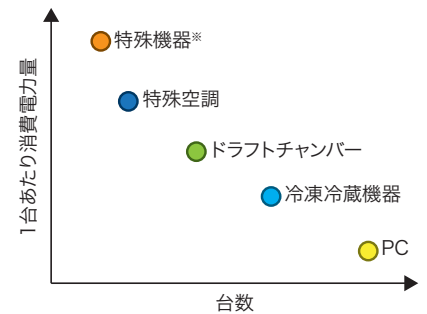 特殊機器※
特殊空調
ドラフトチャンバー
冷凍冷蔵機器
PC
1台あたり消費電力量
台数